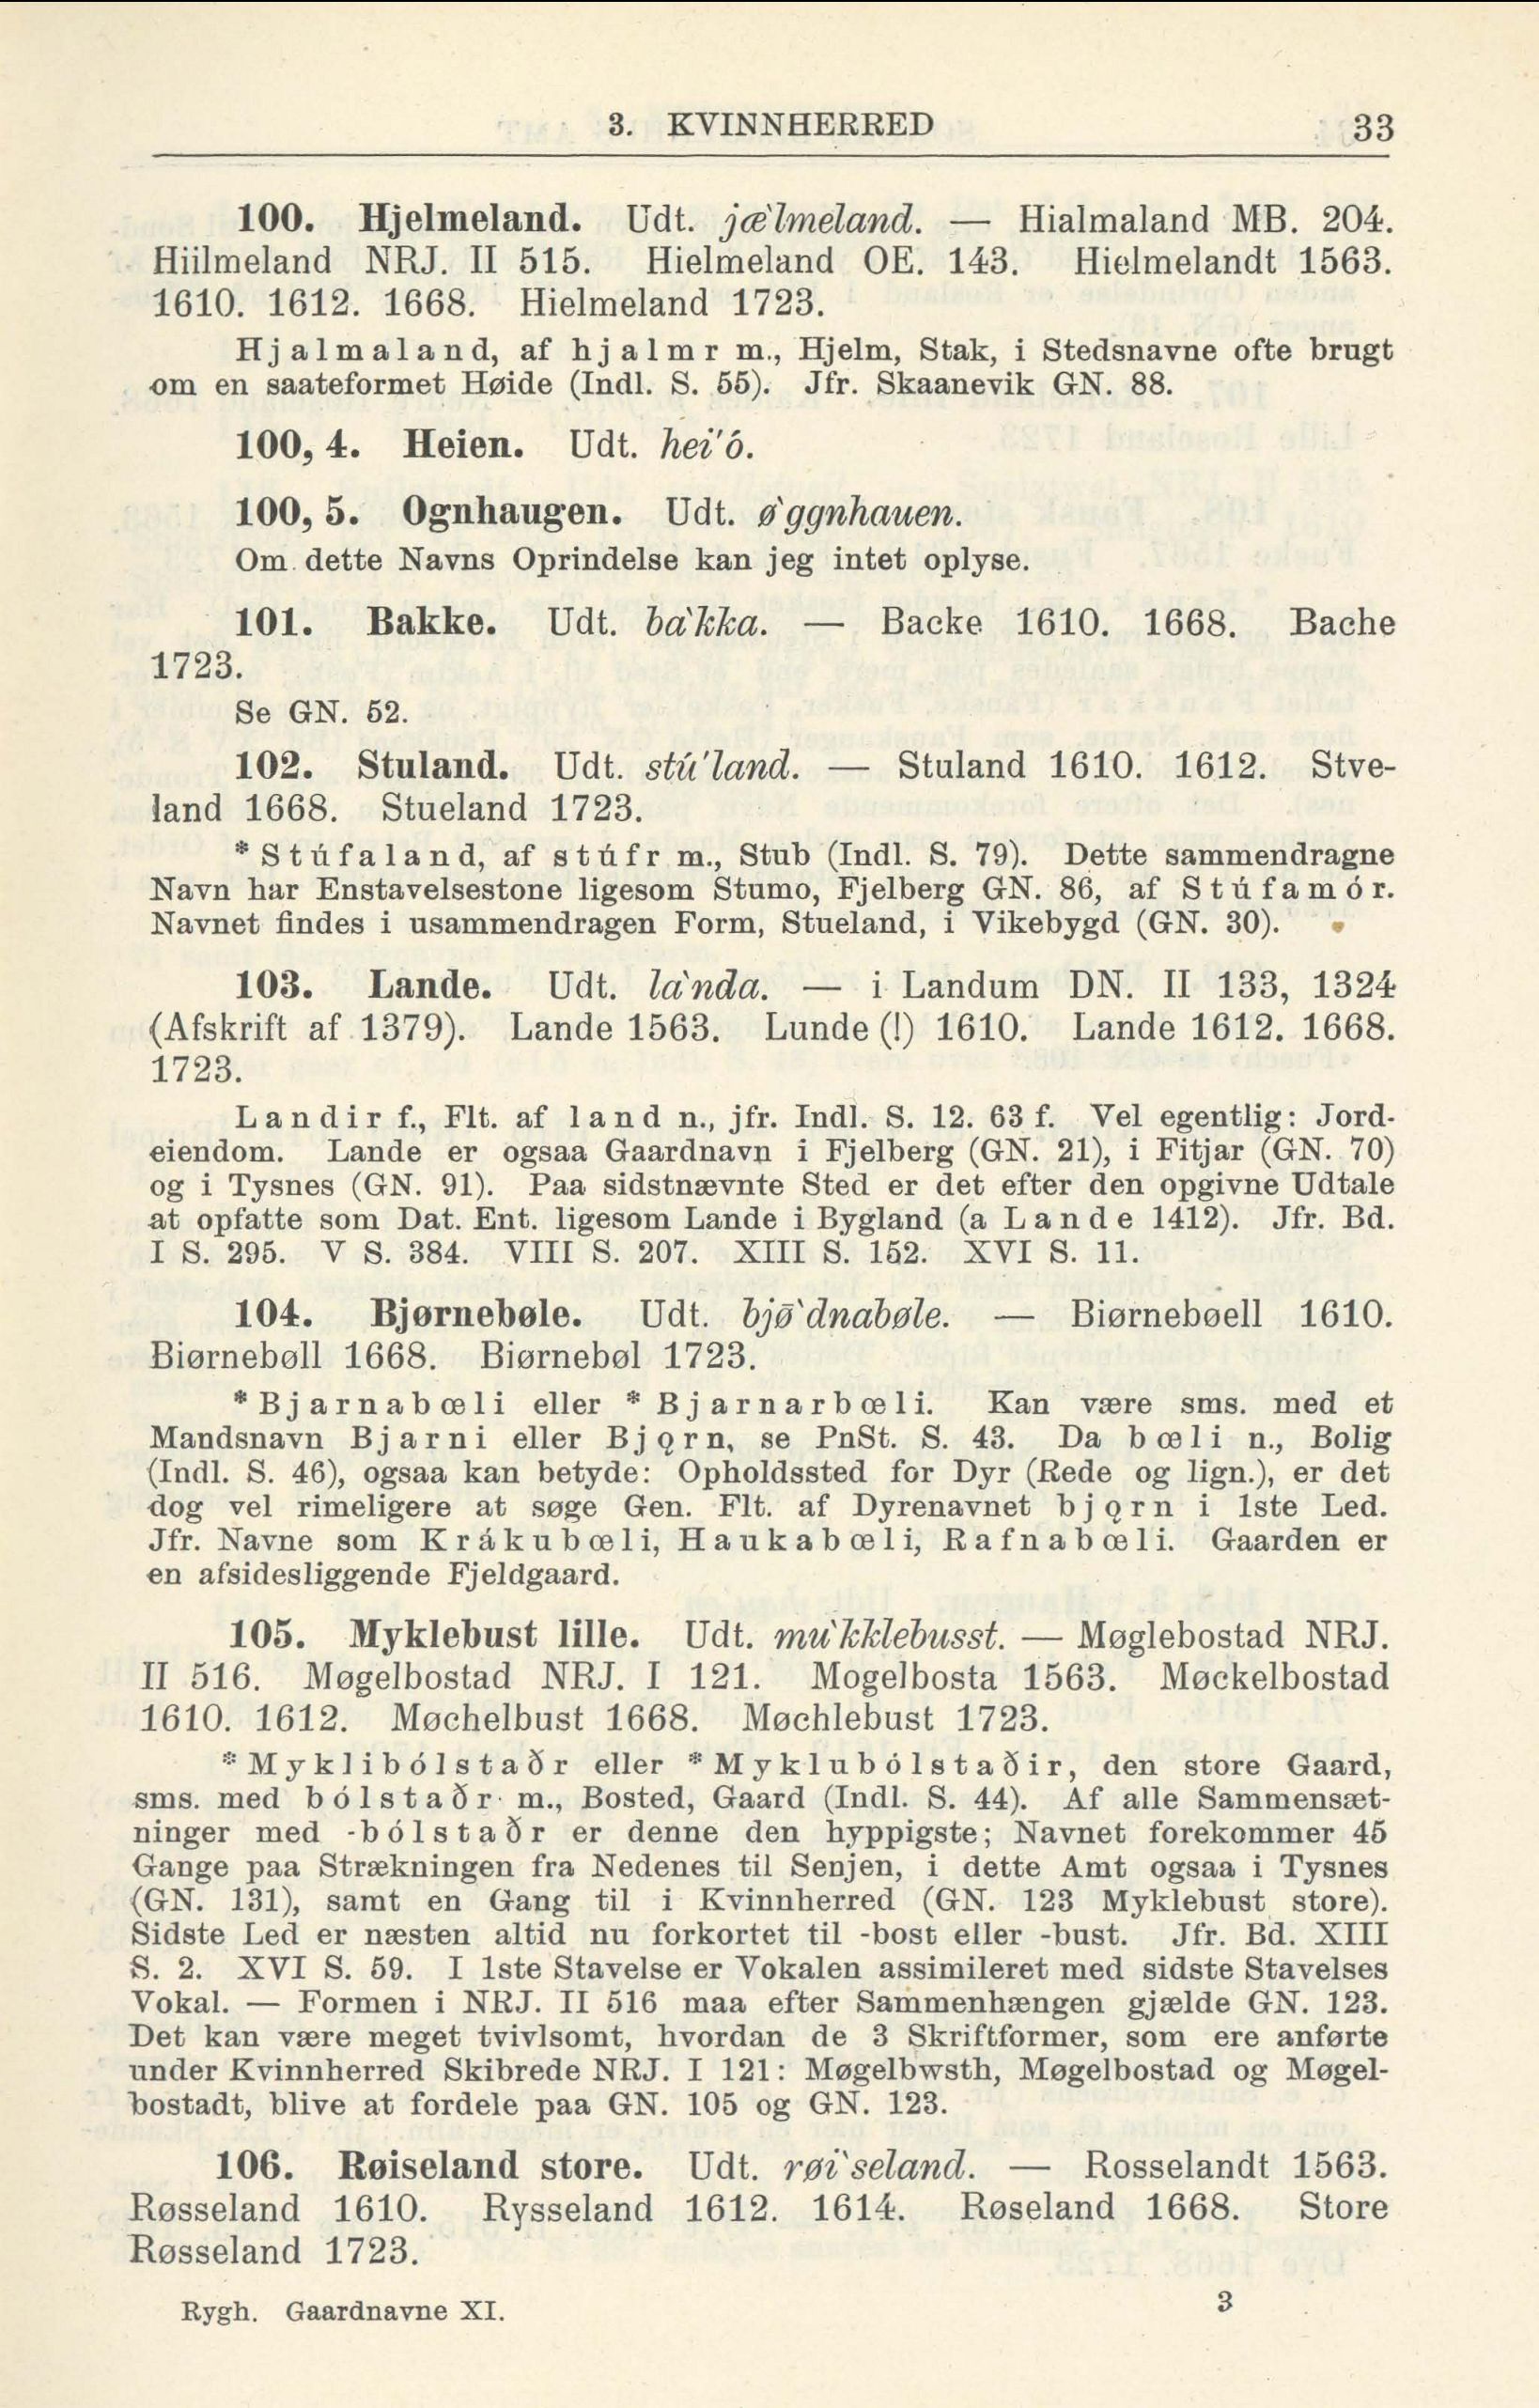 3. KVINNHERRED 33
100. Hjelmeland. Udt. jæ`lmeland. — Hialmaland MB. 204.
Hiilmeland NRJ. II 515. Hielmeland OE. 143. Hielmelandt 1563.
1610. 1612. 1668. Hielmeland 1723.
Hjalmaland, af hjalmr m., Hjelm, Stak, i Stedsnavne ofte brugt
om en saateformet Høide (Indl. S. 55). Jfr. Skaanevik GN. 88.
100, 4. Heien. Udt. hei'ó.
100, 5. Ognhaugen. Udt. ø`ggnhauen.
Om dette Navns Oprindelse kan jeg intet oplyse.
101. Bakke. Udt. ba`kka. — Backe 1610. 1668. Bache
1723.
Se GN. 52.
102. Stuland. Udt. stú'land. — Stuland 1610. 1612. Stve-
land 1668. Stueland 1723.
* Stúfaland, af stúfr m., Stub (Indl. S. 79). Dette sammendragne
Navn har Enstavelsestone ligesom Stumo, Fjelberg GN. 86, af Stúfamór.
Navnet findes i usammendragen Form, Stueland, i Vikebygd (GN. 30).
103. Lande. Udt. la`nda. — i Landum DN. II 133, 1324
(Afskrift af 1379). Lande 1563. Lunde (!) 1610. Lande 1612. 1668.
1723.
Landir f., Flt. af land n., jfr. Indl. S. 12. 63 f. Vel egentlig: Jord-
eiendom. Lande er ogsaa Gaardnavn i Fjelberg (GN. 21), i Fitjar (GN. 70)
og i Tysnes (GN. 91). Paa sidstnævnte Sted er det efter den opgivne Udtale
at opfatte som Dat. Ent. ligesom Lande i Bygland (a Lande 1412). Jfr. Bd.
I S. 295. V S. 384. VIII S. 207. XIII S. 152. XVI S. 11.
104. Bjørnebøle. Udt. bjø̄`dnabøle. — Biørnebøell 1610.
Biørnebøll 1668. Biørnebøl 1723.
* Bjarnabœli eller * Bjarnarbœli. Kan være sms. med et
Mandsnavn Bjarni eller Bjǫrn, se PnSt. S. 43. Da bœli n., Bolig
(Indl. S. 46), ogsaa kan betyde: Opholdssted for Dyr (Rede og lign.), er det
dog vel rimeligere at søge Gen. Flt. af Dyrenavnet bjǫrn i 1ste Led.
Jfr. Navne som Krákubœli, Haukabœli, Rafnabœli. Gaarden er
en afsidesliggende Fjeldgaard.
105. Myklebust lille. Udt. mu`kklebusst. — Møglebostad NRJ.
II 516. Møgelbostad NRJ. I 121. Mogelbosta 1563. Møckelbostad
1610. 1612. Møchelbust 1668. Møchlebust 1723.
* Myklibólstaðr eller * Myklubólstaðir, den store Gaard,
sms. med bólstaðr m., Bosted, Gaard (Indl. S. 44). Af alle Sammensæt-
ninger med -bólstaðr er denne den hyppigste; Navnet forekommer 45
Gange paa Strækningen fra Nedenes til Senjen, i dette Amt ogsaa i Tysnes
(GN. 131), samt en Gang til i Kvinnherred (GN. 123 Myklebust store).
Sidste Led er næsten altid nu forkortet til -bost eller -bust. Jfr. Bd. XIII
S. 2. XVI S. 59. I 1ste Stavelse er Vokalen assimileret med sidste Stavelses
Vokal. — Formen i NRJ. II 516 maa efter Sammenhængen gjælde GN. 123.
Det kan være meget tvivlsomt, hvordan de 3 Skriftformer, som ere anførte
under Kvinnherred Skibrede NRJ. I 121: Møgelbwsth, Møgelbostad og Møgel-
bostadt, blive at fordele paa GN. 105 og GN. 123.
106. Røiseland store. Udt. røi`seland. — Rosselandt 1563.
Røsseland 1610. Rysseland 1612. 1614. Røseland 1668. Store
Røsseland 1723.
Rygh. Gaardnavne XI. 3